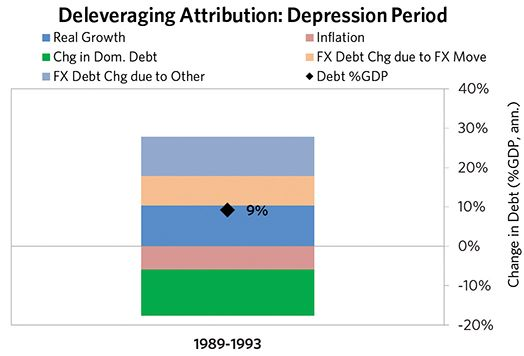 Deleveraging Attribution: Depression Period
Real Growth
Inflation
Chg in Dom. Debt
FX Debt Chg due to FX Move
FX Debt Chg due to Other
Debt %GDP
40%
30%
20%
10%
0%
-10%
-20%
Change in Debt (%GDP, ann.)
9%
1989-1993